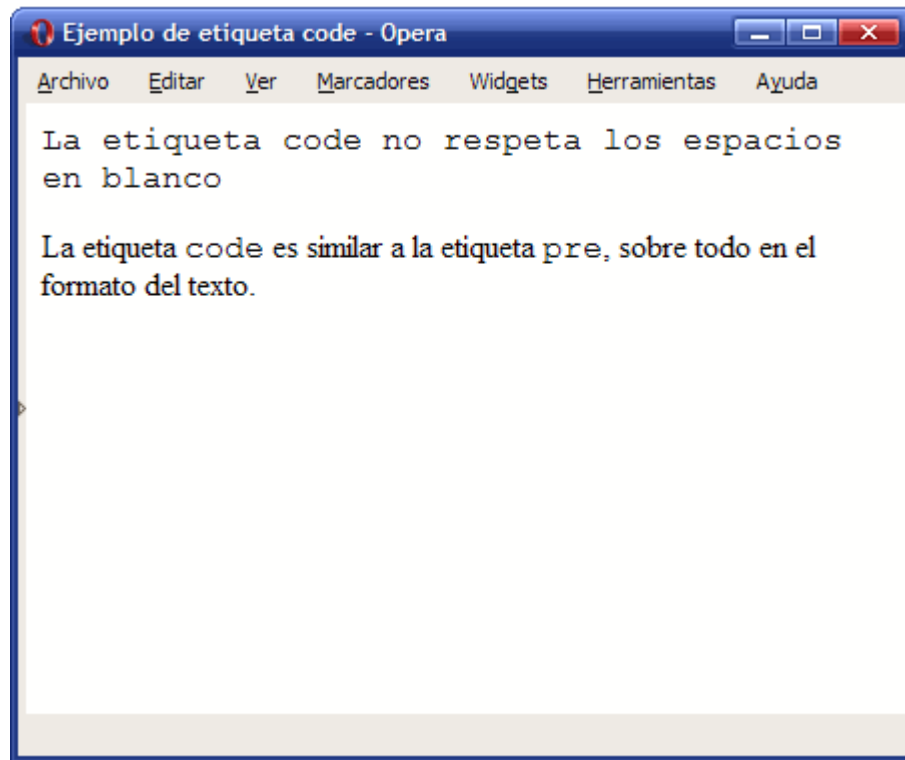 Ejemplo de etiqueta code - Opera
Archivo Editar Ver Marcadores Widgets Herramientas Ayuda
La etiqueta code no respeta los espacios
en blanco
La etiqueta code es similar a la etiqueta pre, sobre todo en el
formato del texto.